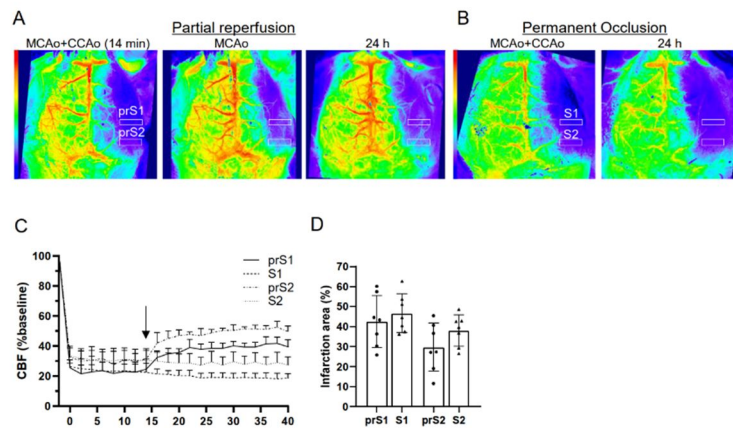 A
Partial reperfusion
MCAo+CCAo (14 min)
MCAo
24 h
prS1
prS2
B
Permanent Occlusion
MCAo+CCAo
24 h
S1
S2
C
CBF (%baseline)
100
80
60
40
20
0
0 5 10 15 20 25 30 35 40
prS1
S1
prS2
S2
D
Infarction area (%)
70
60
50
40
30
20
10
0
prS1 S1 prS2 S2